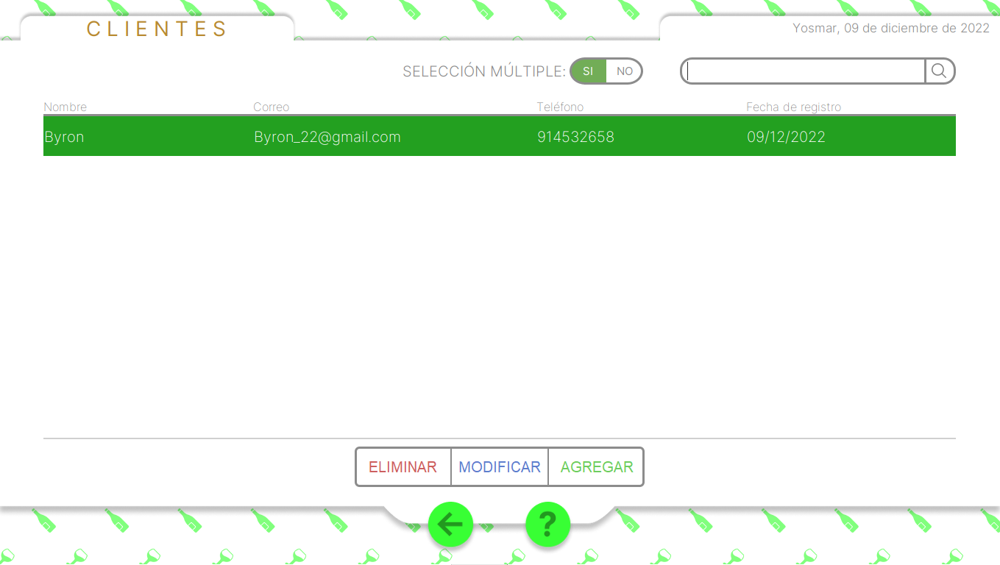 CLIENTES
Yosmar, 09 de diciembre de 2022
SELECCIÓN MÚLTIPLE: SI NO
Nombre Correo Teléfono Fecha de registro
Byron Byron_22@gmail.com 914532658 09/12/2022
ELIMINAR MODIFICAR AGREGAR
?